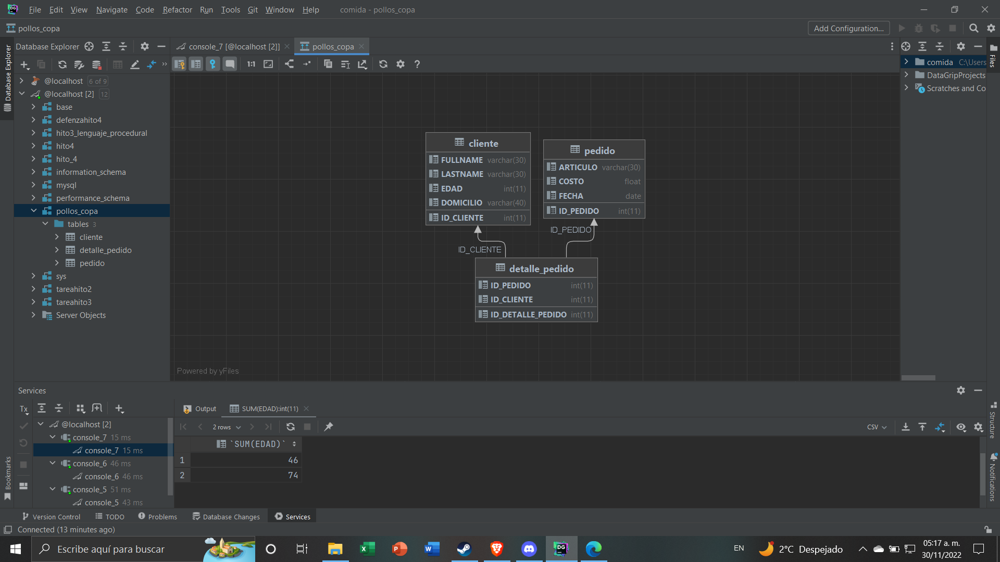 File Edit View Navigate Code Refactor Run Tools Git Window Help comida - pollos_copa
pollos_copa
Add Configuration...
Database Explorer
Database Explorer
console_7 [@localhost [2]]
pollos_copa
1:1
?
@localhost 6 of 9
@localhost [2] 12
base
defenzahito4
hito3_lenguaje_procedural
hito4
hito_4
information_schema
mysql
performance_schema
pollos_copa
tables 3
cliente
detalle_pedido
pedido
sys
tareahito2
tareahito3
Server Objects
cliente
FULLNAME varchar(30)
LASTNAME varchar(30)
EDAD int(11)
DOMICILIO varchar(40)
ID_CLIENTE int(11)
pedido
ARTICULO varchar(30)
COSTO float
FECHA date
ID_PEDIDO int(11)
ID_PEDIDO
ID_CLIENTE
detalle_pedido
ID_PEDIDO int(11)
ID_CLIENTE int(11)
ID_DETALLE_PEDIDO int(11)
Powered by yFiles
comida C:\Users
DataGripProjects
Scratches and Co
Files
Services
Tx
@localhost [2]
console_7 15 ms
console_7 15 ms
console_6 46 ms
console_6 46 ms
console_5 51 ms
console_5 43 ms
Output
SUM(EDAD):int(11)
2 rows
CSV
`SUM(EDAD)`
1 46
2 74
Structure
Notifications
Bookmarks
Version Control TODO Problems Database Changes Services
Connected (13 minutes ago)
Escribe aquí para buscar
DG
EN
2°C Despejado
05:17 a. m.
30/11/2022